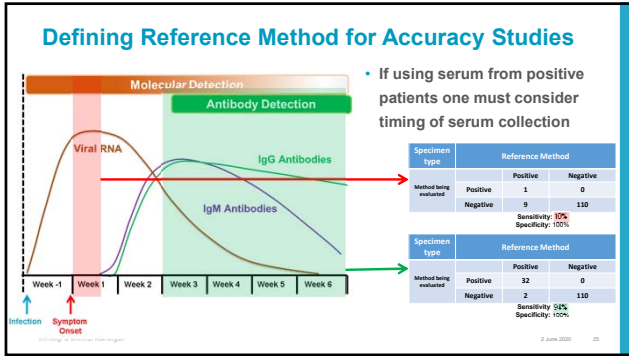 Defining Reference Method for Accuracy Studies
Molecular Detection
Antibody Detection
Viral RNA
IgG Antibodies
IgM Antibodies
Week -1 Week 1 Week 2 Week 3 Week 4 Week 5 Week 6
Infection
Symptom
Onset
• If using serum from positive
patients one must consider
timing of serum collection
Specimen
type
Reference Method
Positive Negative
Method being
evaluated
Positive 1 0
Negative 9 110
Sensitivity: 10%
Specificity: 100%
Specimen
type
Reference Method
Positive Negative
Method being
evaluated
Positive 32 0
Negative 2 110
Sensitivity 94%
Specificity: 100%
2 June 2020
25